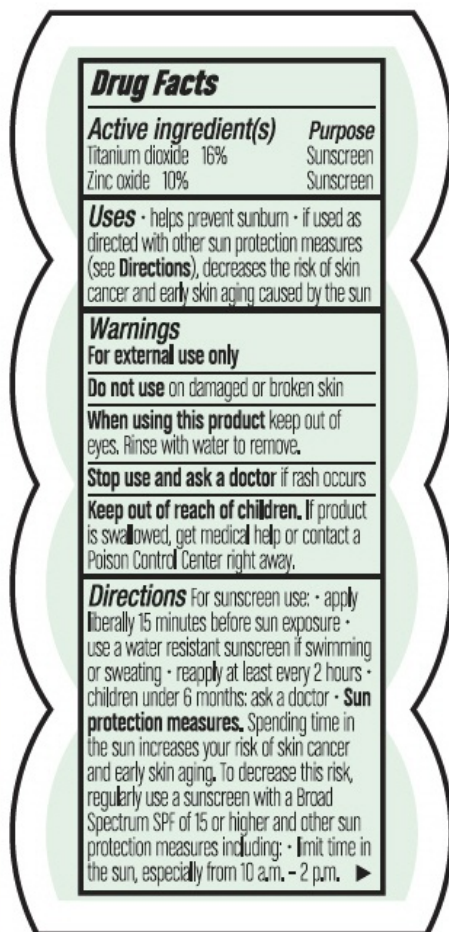 Drug Facts
Active ingredient(s) Purpose
Titanium dioxide 16% Sunscreen
Zinc oxide 10% Sunscreen
Uses · helps prevent sunburn · if used as
directed with other sun protection measures
(see Directions), decreases the risk of skin
cancer and early skin aging caused by the sun
Warnings
For external use only
Do not use on damaged or broken skin
When using this product keep out of
eyes. Rinse with water to remove.
Stop use and ask a doctor if rash occurs
Keep out of reach of children. If product
is swallowed, get medical help or contact a
Poison Control Center right away.
Directions For sunscreen use: · apply
liberally 15 minutes before sun exposure ·
use a water resistant sunscreen if swimming
or sweating · reapply at least every 2 hours ·
children under 6 months: ask a doctor · Sun
protection measures. Spending time in
the sun increases your risk of skin cancer
and early skin aging. To decrease this risk,
regularly use a sunscreen with a Broad
Spectrum SPF of 15 or higher and other sun
protection measures including: · limit time in
the sun, especially from 10 a.m. – 2 p.m. ▶